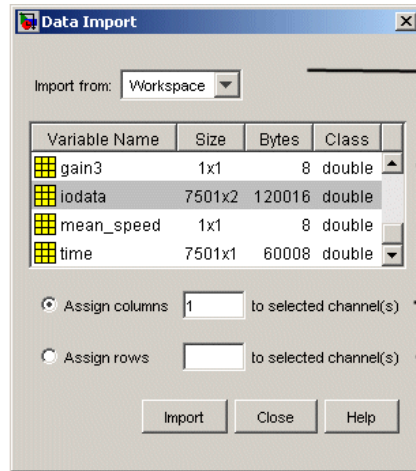 Data Import
Import from: Workspace
Variable Name Size Bytes Class
gain3 1x1 8 double
iodata 7501x2 120016 double
mean_speed 1x1 8 double
time 7501x1 60008 double
Assign columns 1 to selected channel(s)
Assign rows to selected channel(s)
Import Close Help